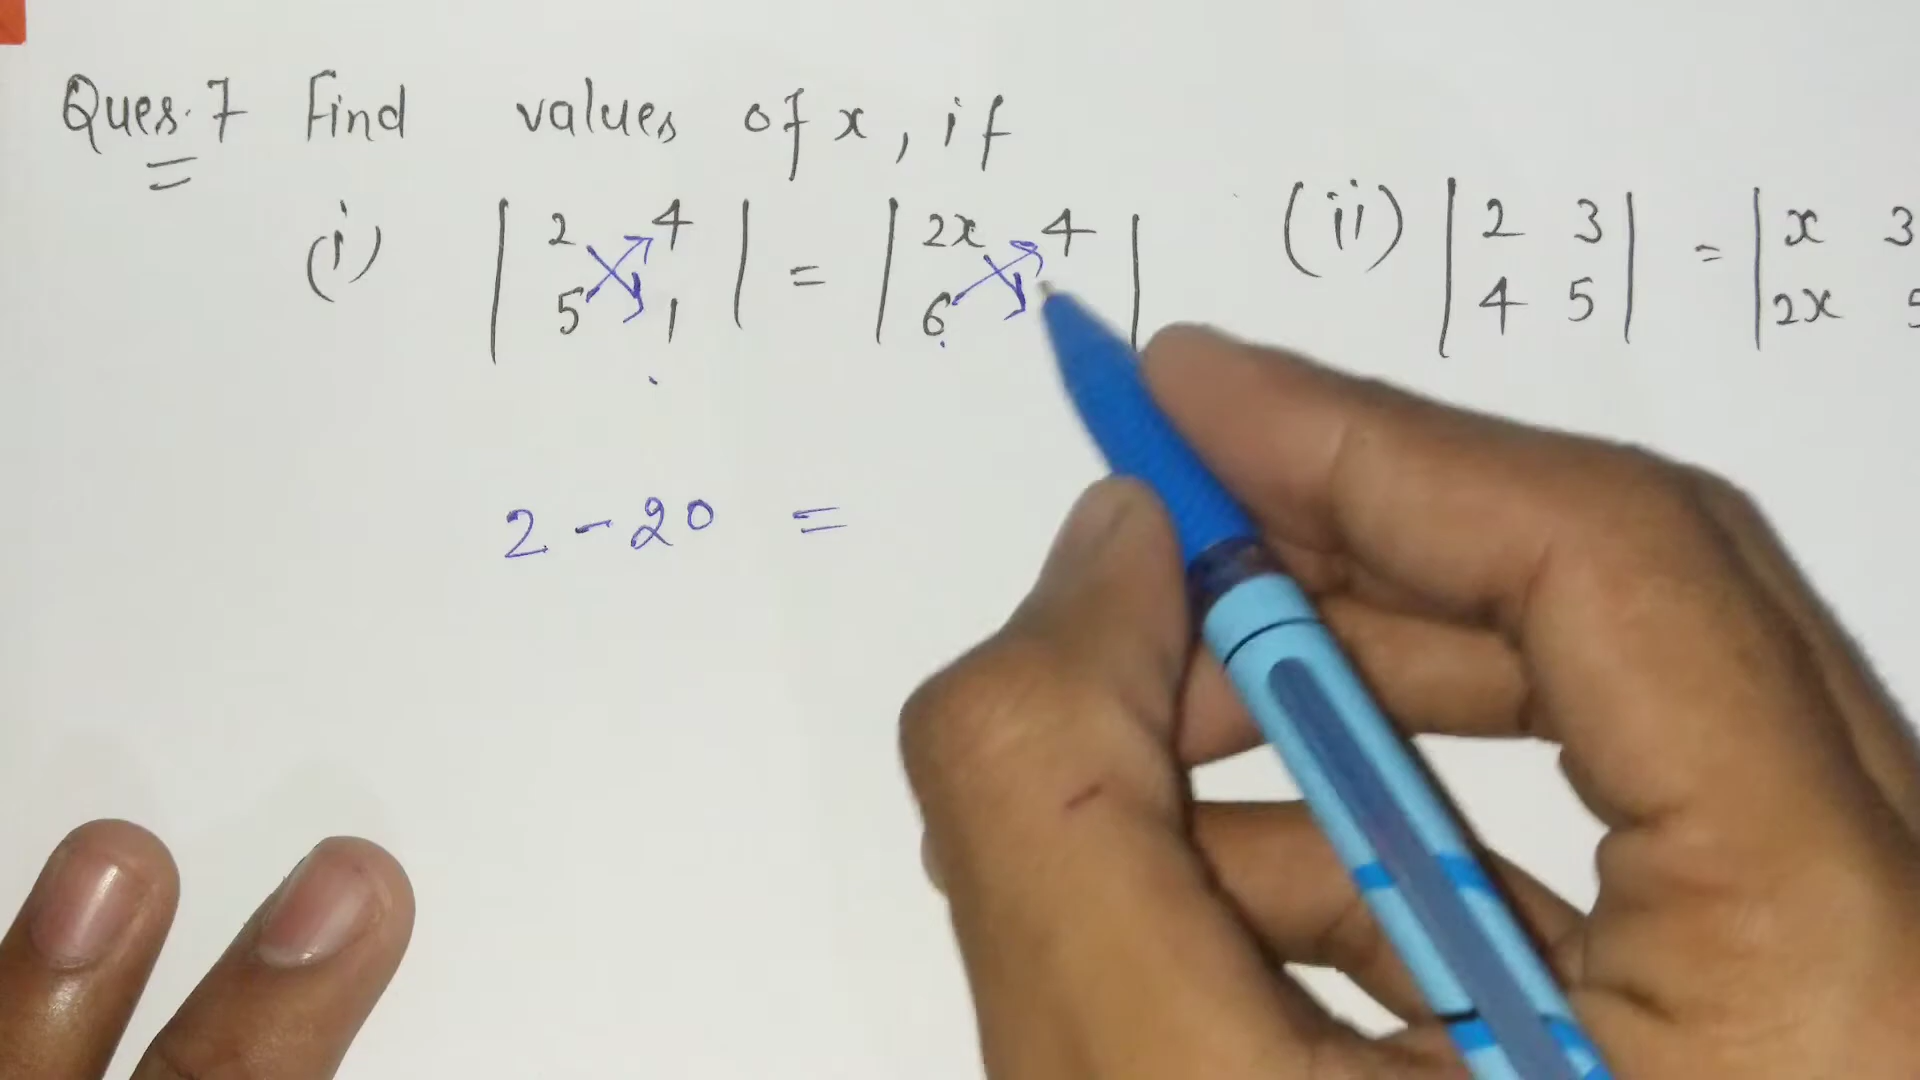 Ques. 7 Find values of x, if
(i) | 2 4 | = | 2x 4 | (ii) | 2 3 | = | x 3
5 1 6 4 5 2x 5
2 - 20 =